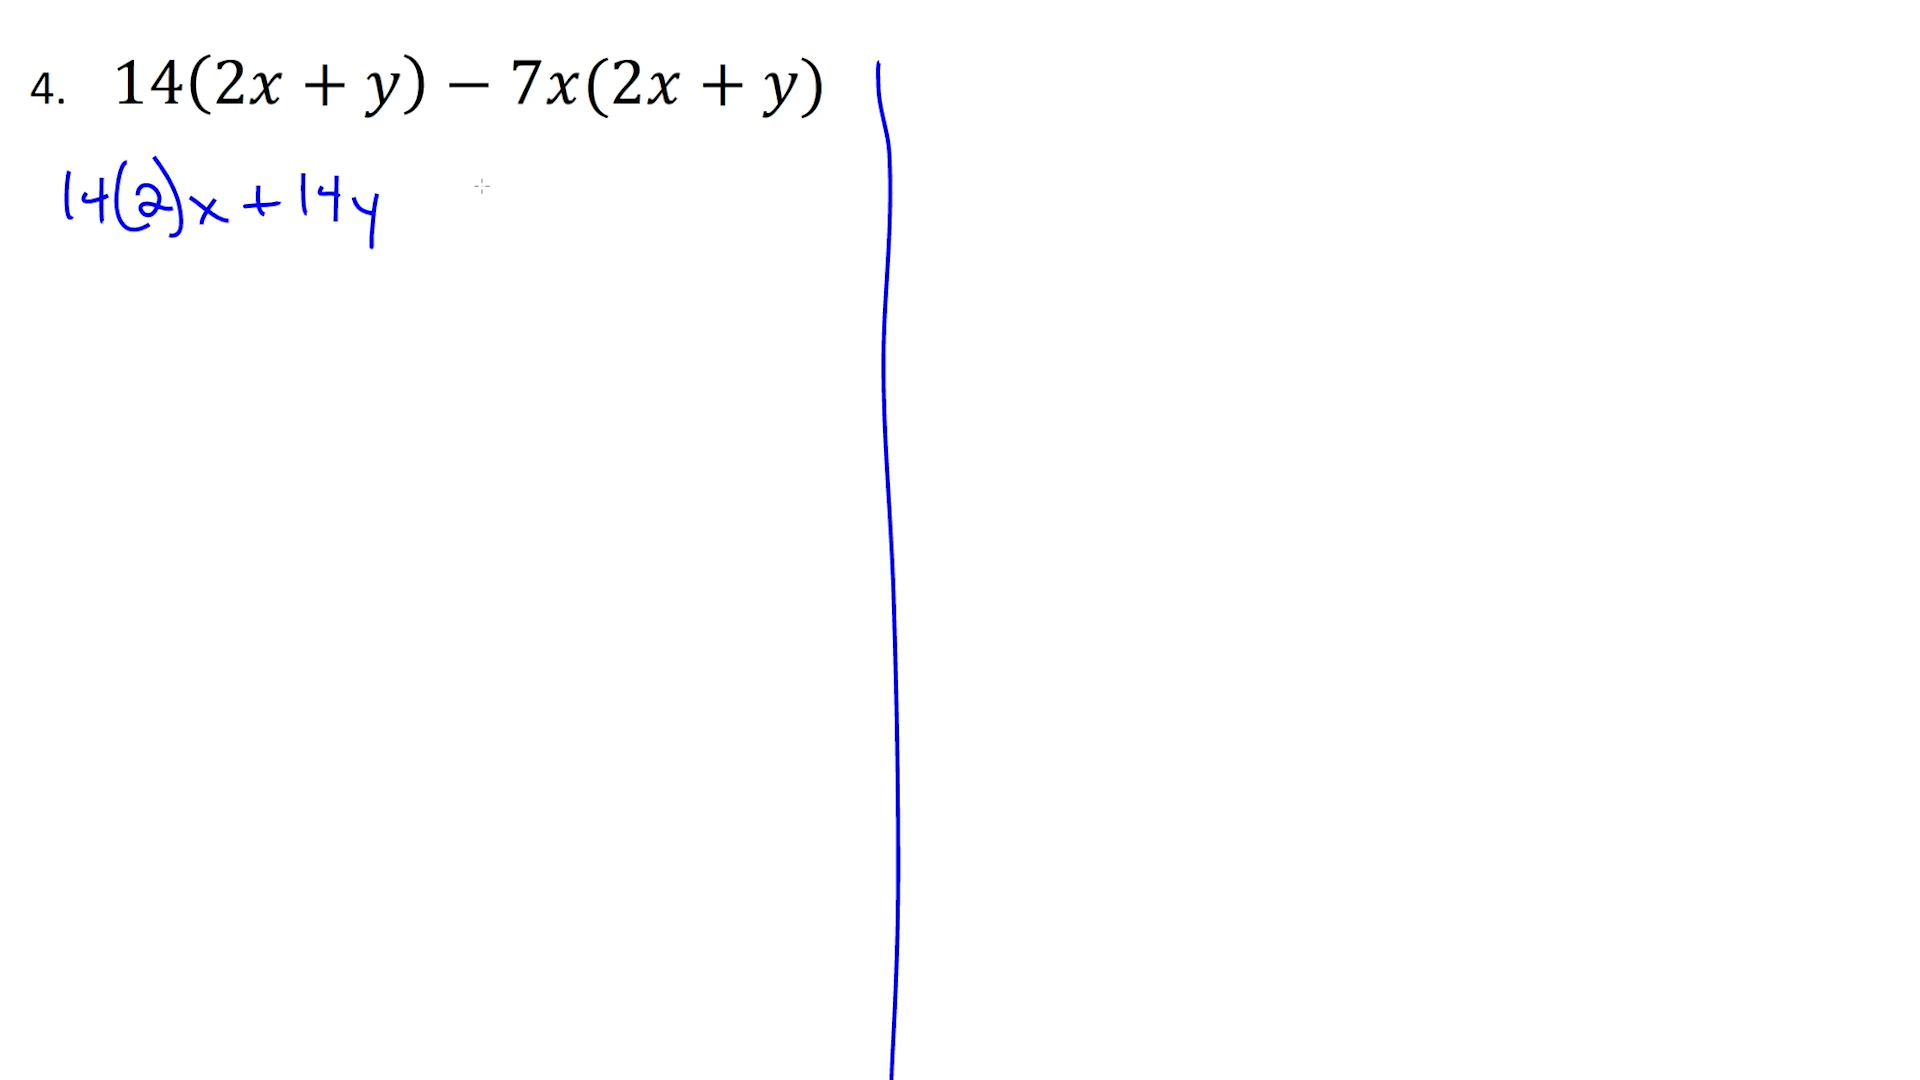 4. 14(2x + y) − 7x(2x + y)
14(2)x + 14y